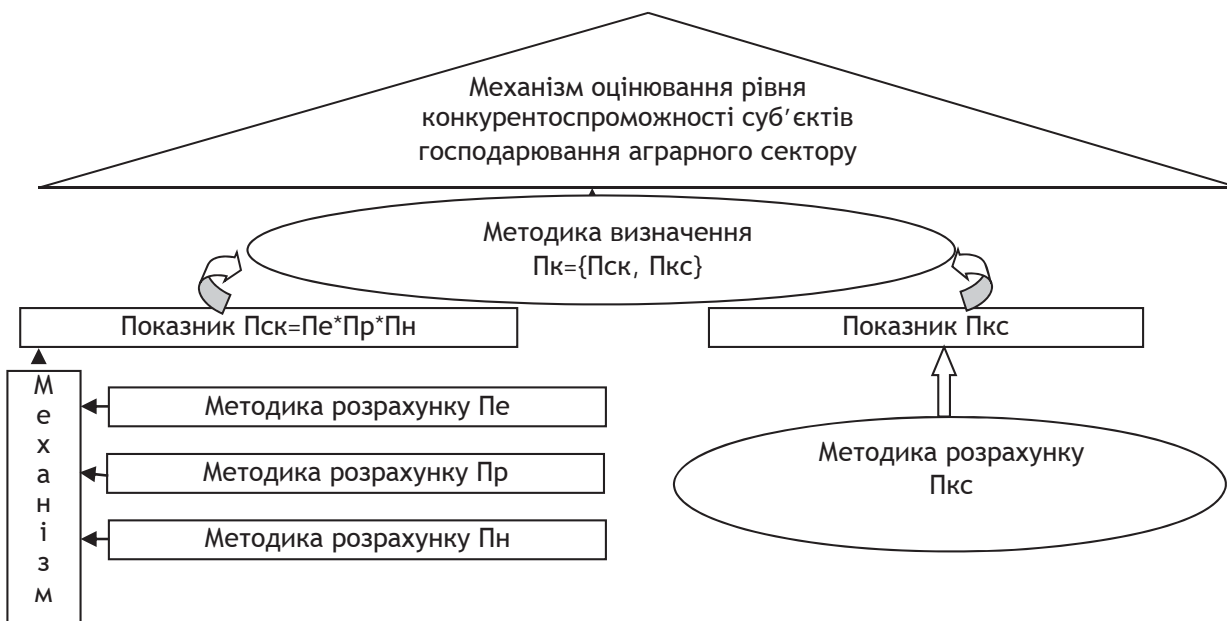 Механізм оцінювання рівня
конкурентоспроможності суб′єктів
господарювання аграрного сектору
Методика визначення
Пк={Пск, Пкс}
Показник Пск=Пе*Пр*Пн
Показник Пкс
Механізм
Методика розрахунку Пе
Методика розрахунку Пр
Методика розрахунку Пн
Методика розрахунку
Пкс